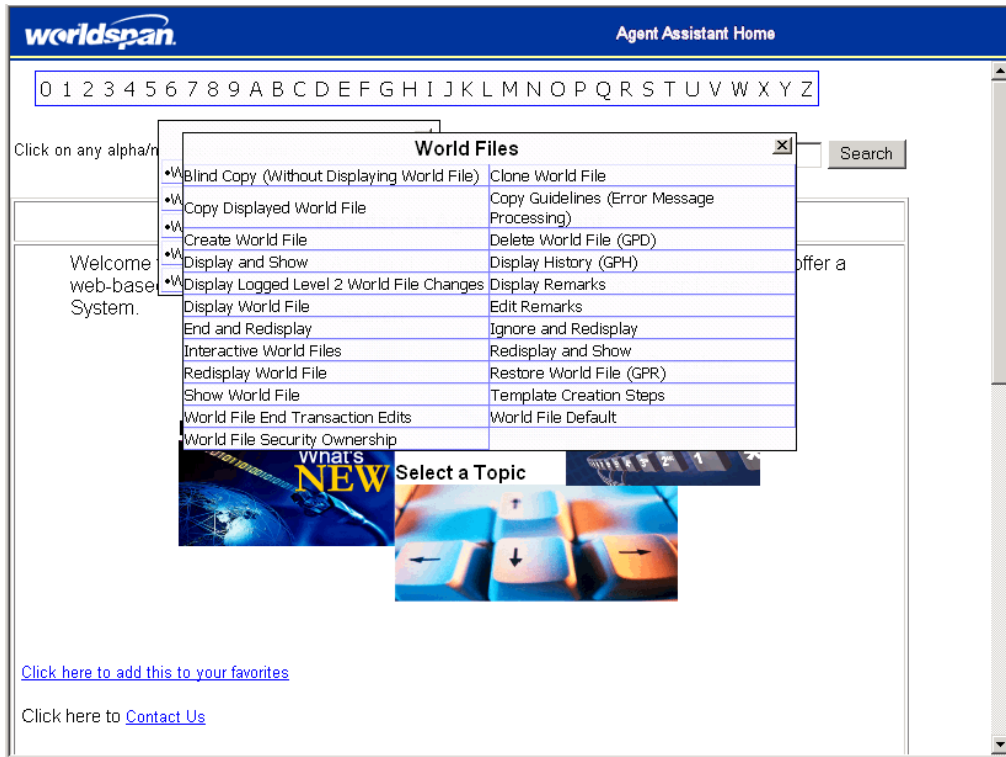 worldspan.
Agent Assistant Home
0 1 2 3 4 5 6 7 8 9 A B C D E F G H I J K L M N O P Q R S T U V W X Y Z
Click on any alpha/n
Search
World Files
•W
•W
•W
•W
•W
Blind Copy (Without Displaying World File) Clone World File
Copy Displayed World File Copy Guidelines (Error Message
Processing)
Create World File Delete World File (GPD)
Display and Show Display History (GPH)
Display Logged Level 2 World File Changes Display Remarks
Display World File Edit Remarks
End and Redisplay Ignore and Redisplay
Interactive World Files Redisplay and Show
Redisplay World File Restore World File (GPR)
Show World File Template Creation Steps
World File End Transaction Edits World File Default
World File Security Ownership
Welcome offer a
web-base
System.
What's
NEW
Select a Topic
Click here to add this to your favorites
Click here to Contact Us